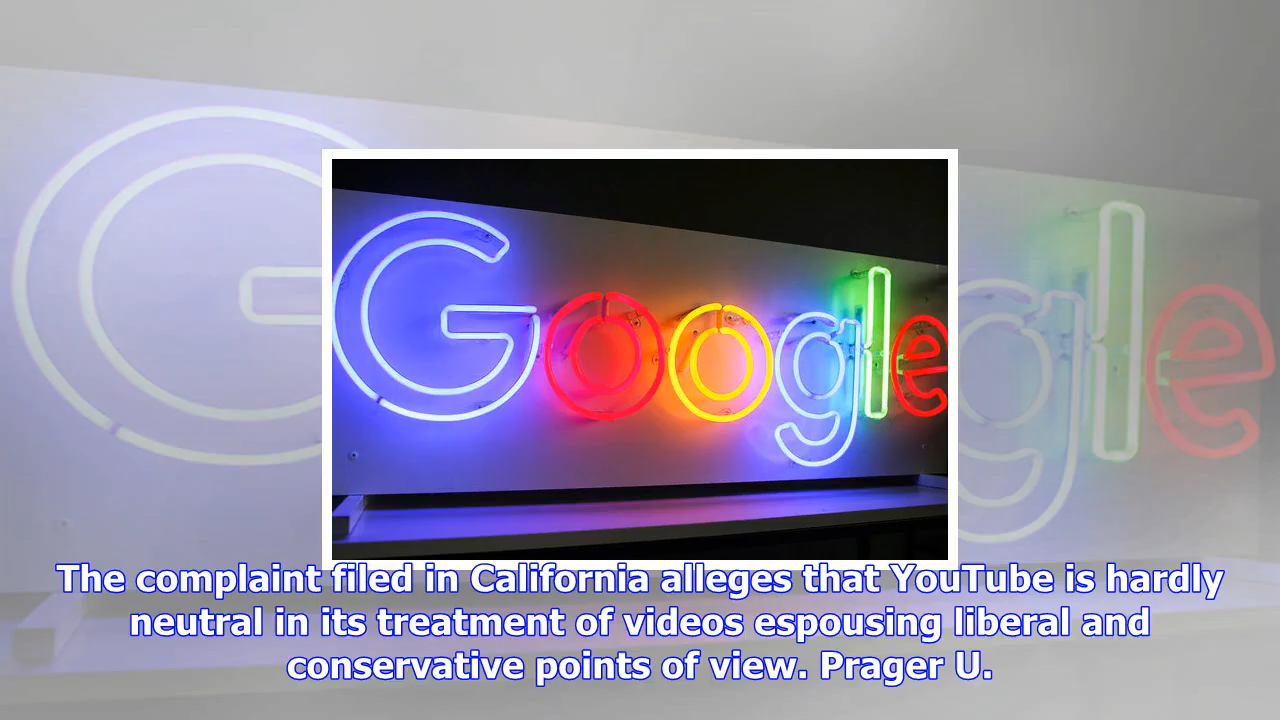 Google
The complaint filed in California alleges that YouTube is hardly
neutral in its treatment of videos espousing liberal and
conservative points of view. Prager U.